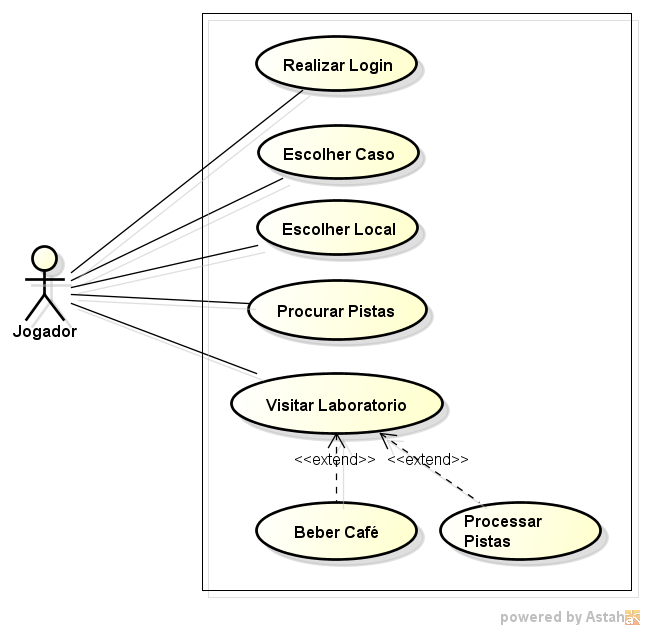 Realizar Login
Escolher Caso
Escolher Local
Jogador
Procurar Pistas
Visitar Laboratorio
<<extend>>
<<extend>>
Beber Café
Processar
Pistas
powered by Astah